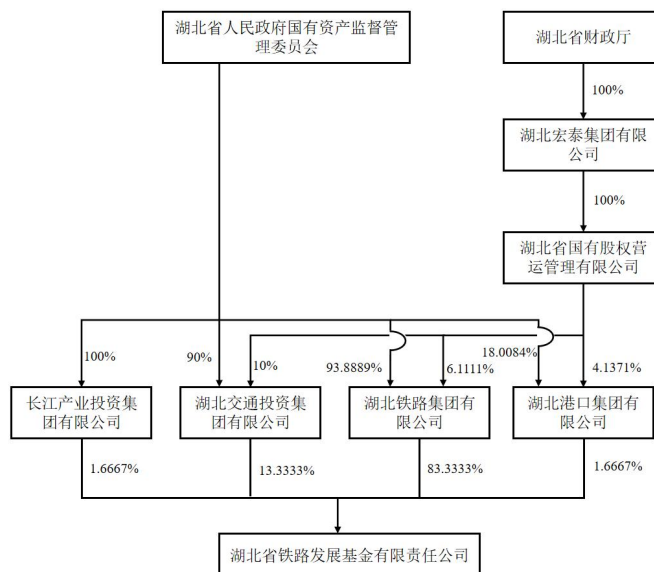 湖北省人民政府国有资产监督管
理委员会
湖北省财政厅
100%
湖北宏泰集团有限
公司
100%
湖北省国有股权营
运管理有限公司
100%
90%
10%
93.8889%
6.1111%
18.0084%
4.1371%
长江产业投资集
团有限公司
湖北交通投资集
团有限公司
湖北铁路集团有限
公司
湖北港口集团有限
公司
1.6667%
13.3333%
83.3333%
1.6667%
湖北省铁路发展基金有限责任公司